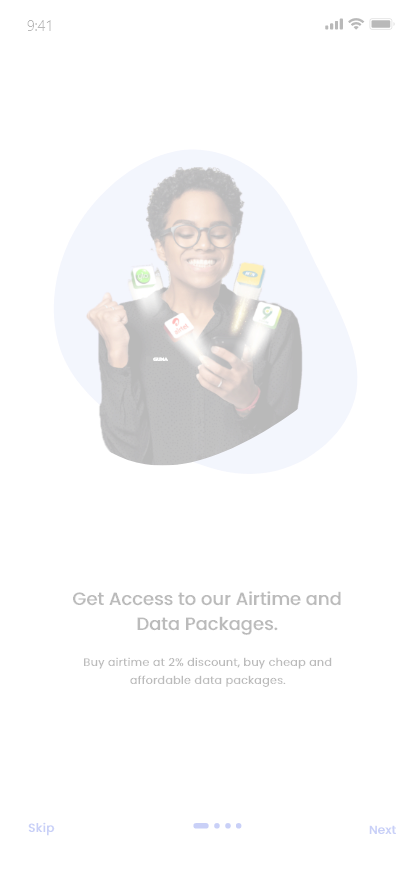 9:41
Get Access to our Airtime and
Data Packages.
Buy airtime at 2% discount, buy cheap and
affordable data packages.
Skip
Next